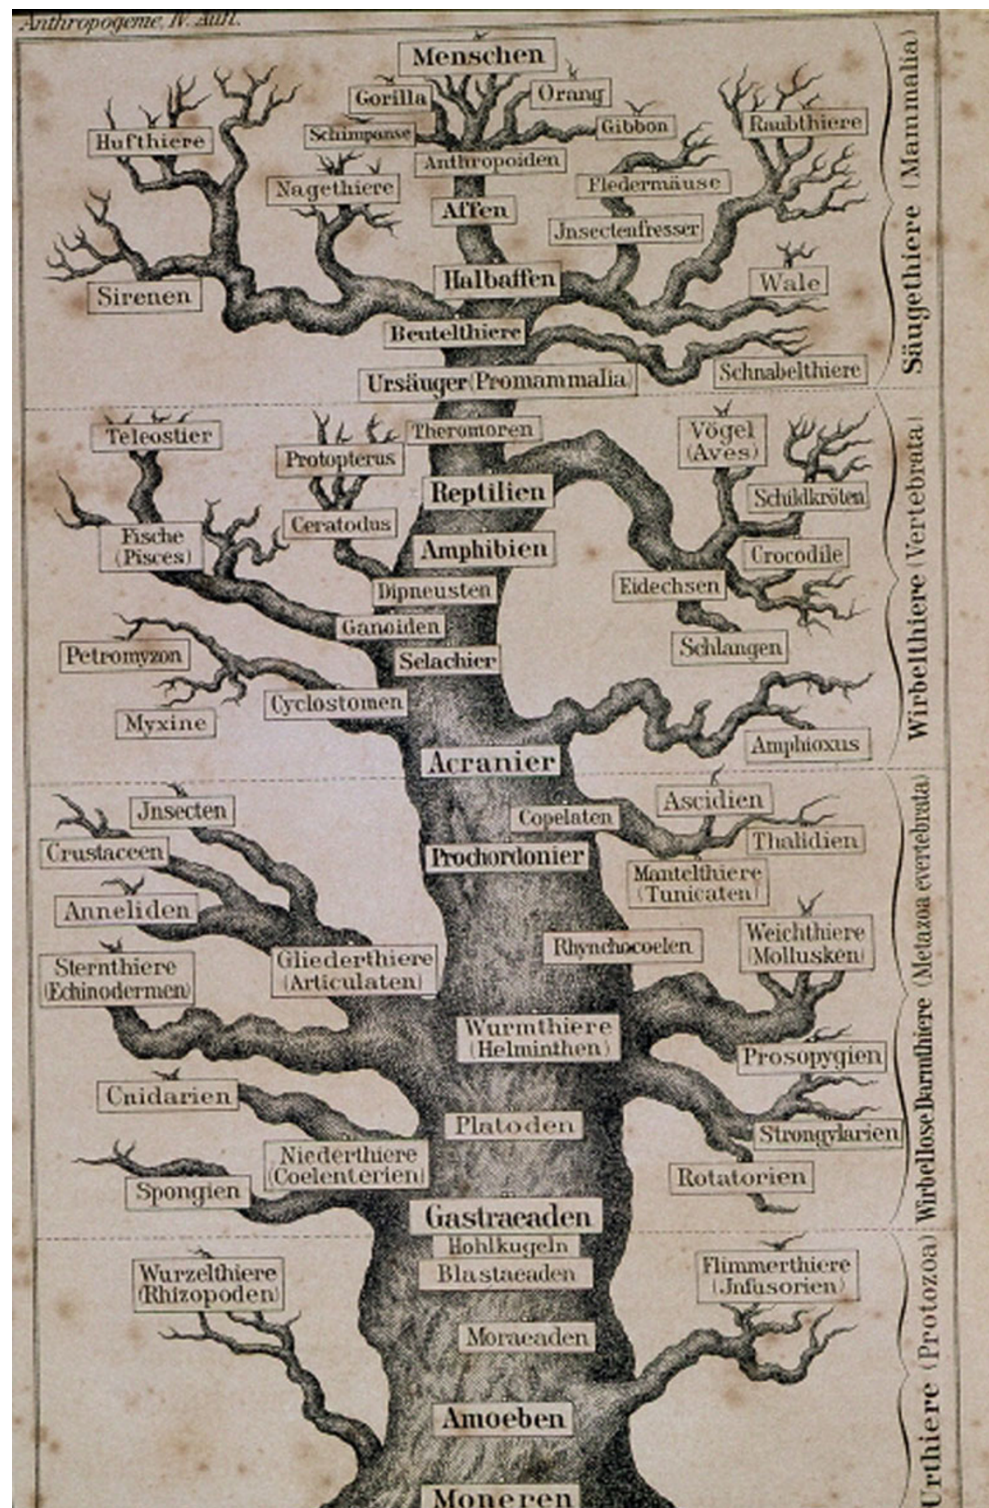 Anthropogenie, IV. Aufl.
Menschen
Gorilla
Orang
Schimpanse
Gibbon
Hufthiere
Raubthiere
Anthropoiden
Nagethiere
Fledermäuse
Affen
Jnsectenfresser
Halbaffen
Wale
Sirenen
Beutelthiere
Schnabelthiere
Ursäuger (Promammalia)
Säugethiere (Mammalia)
Teleostier
Theromoren
Vögel
(Aves)
Protopterus
Reptilien
Schildkröten
Ceratodus
Fische
(Pisces)
Amphibien
Crocodile
Dipneusten
Eidechsen
Ganoiden
Schlangen
Petromyzon
Selachier
Cyclostomen
Myxine
Amphioxus
Acranier
Wirbelthiere (Vertebrata)
Jnsecten
Ascidien
Copelaten
Thalidien
Crustaceen
Prochordonier
Mantelthiere
(Tunicaten)
Anneliden
Weichthiere
(Mollusken)
Rhynchocoelen
Sternthiere
(Echinodermen)
Gliederthiere
(Articulaten)
Wurmthiere
(Helminthen)
Prosopygien
Cnidarien
Platoden
Strongylarien
Niederthiere
(Coelenterien)
Rotatorien
Spongien
Gastraeaden
Wirbellose Darmthiere (Metazoa evertebrata)
Hohlkugeln
Blastaeaden
Wurzelthiere
(Rhizopoden)
Flimmerthiere
(Jnfusorien)
Moraeaden
Amoeben
Moneren
Urthiere (Protozoa)